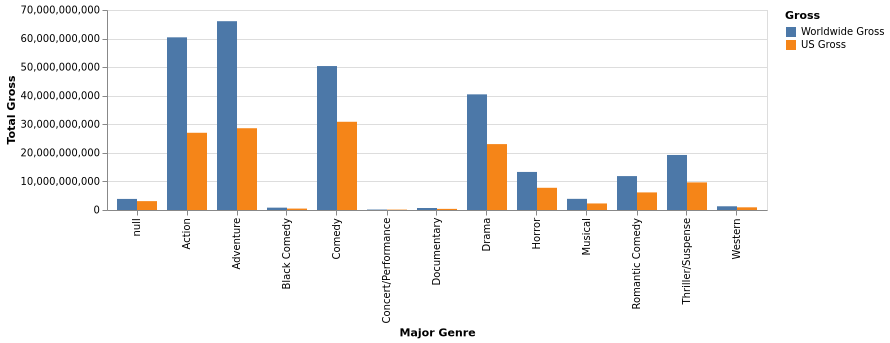 Gross
Worldwide Gross
US Gross
Total Gross
70,000,000,000
60,000,000,000
50,000,000,000
40,000,000,000
30,000,000,000
20,000,000,000
10,000,000,000
0
null
Action
Adventure
Black Comedy
Comedy
Concert/Performance
Documentary
Drama
Horror
Musical
Romantic Comedy
Thriller/Suspense
Western
Major Genre